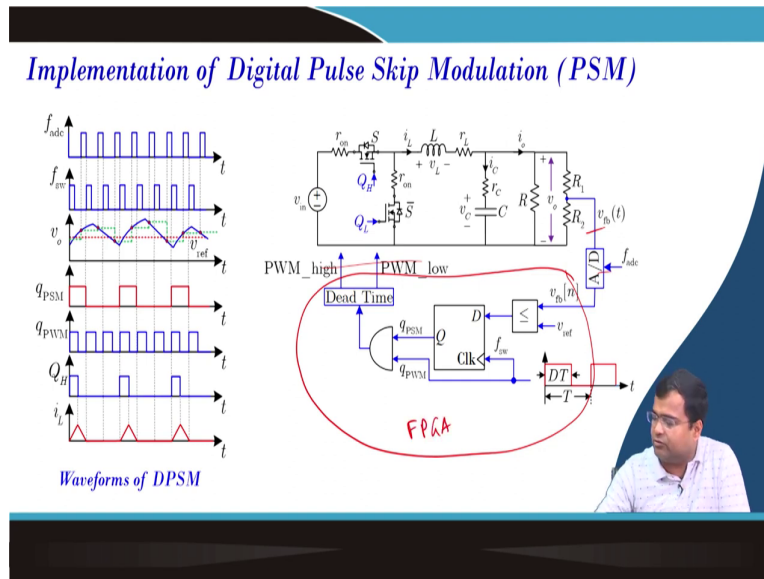 Implementation of Digital Pulse Skip Modulation (PSM)
f_adc
t
f_sw
t
v_o
v_ref
t
q_PSM
t
q_PWM
t
Q_H
t
i_L
t
Waveforms of DPSM
r_on
S
i_L
L
r_L
i_o
+ v_L -
v_in
Q_H
r_on
i_C
r_C
R
v_o
R_1
Q_L
S̅
v_C
C
R_2
v_fb(t)
PWM_high
PWM_low
A/D
f_adc
Dead Time
v_fb[n]
q_PSM
D
≤
Q
v_ref
Clk
f_sw
q_PWM
DT
T
t
FPGA